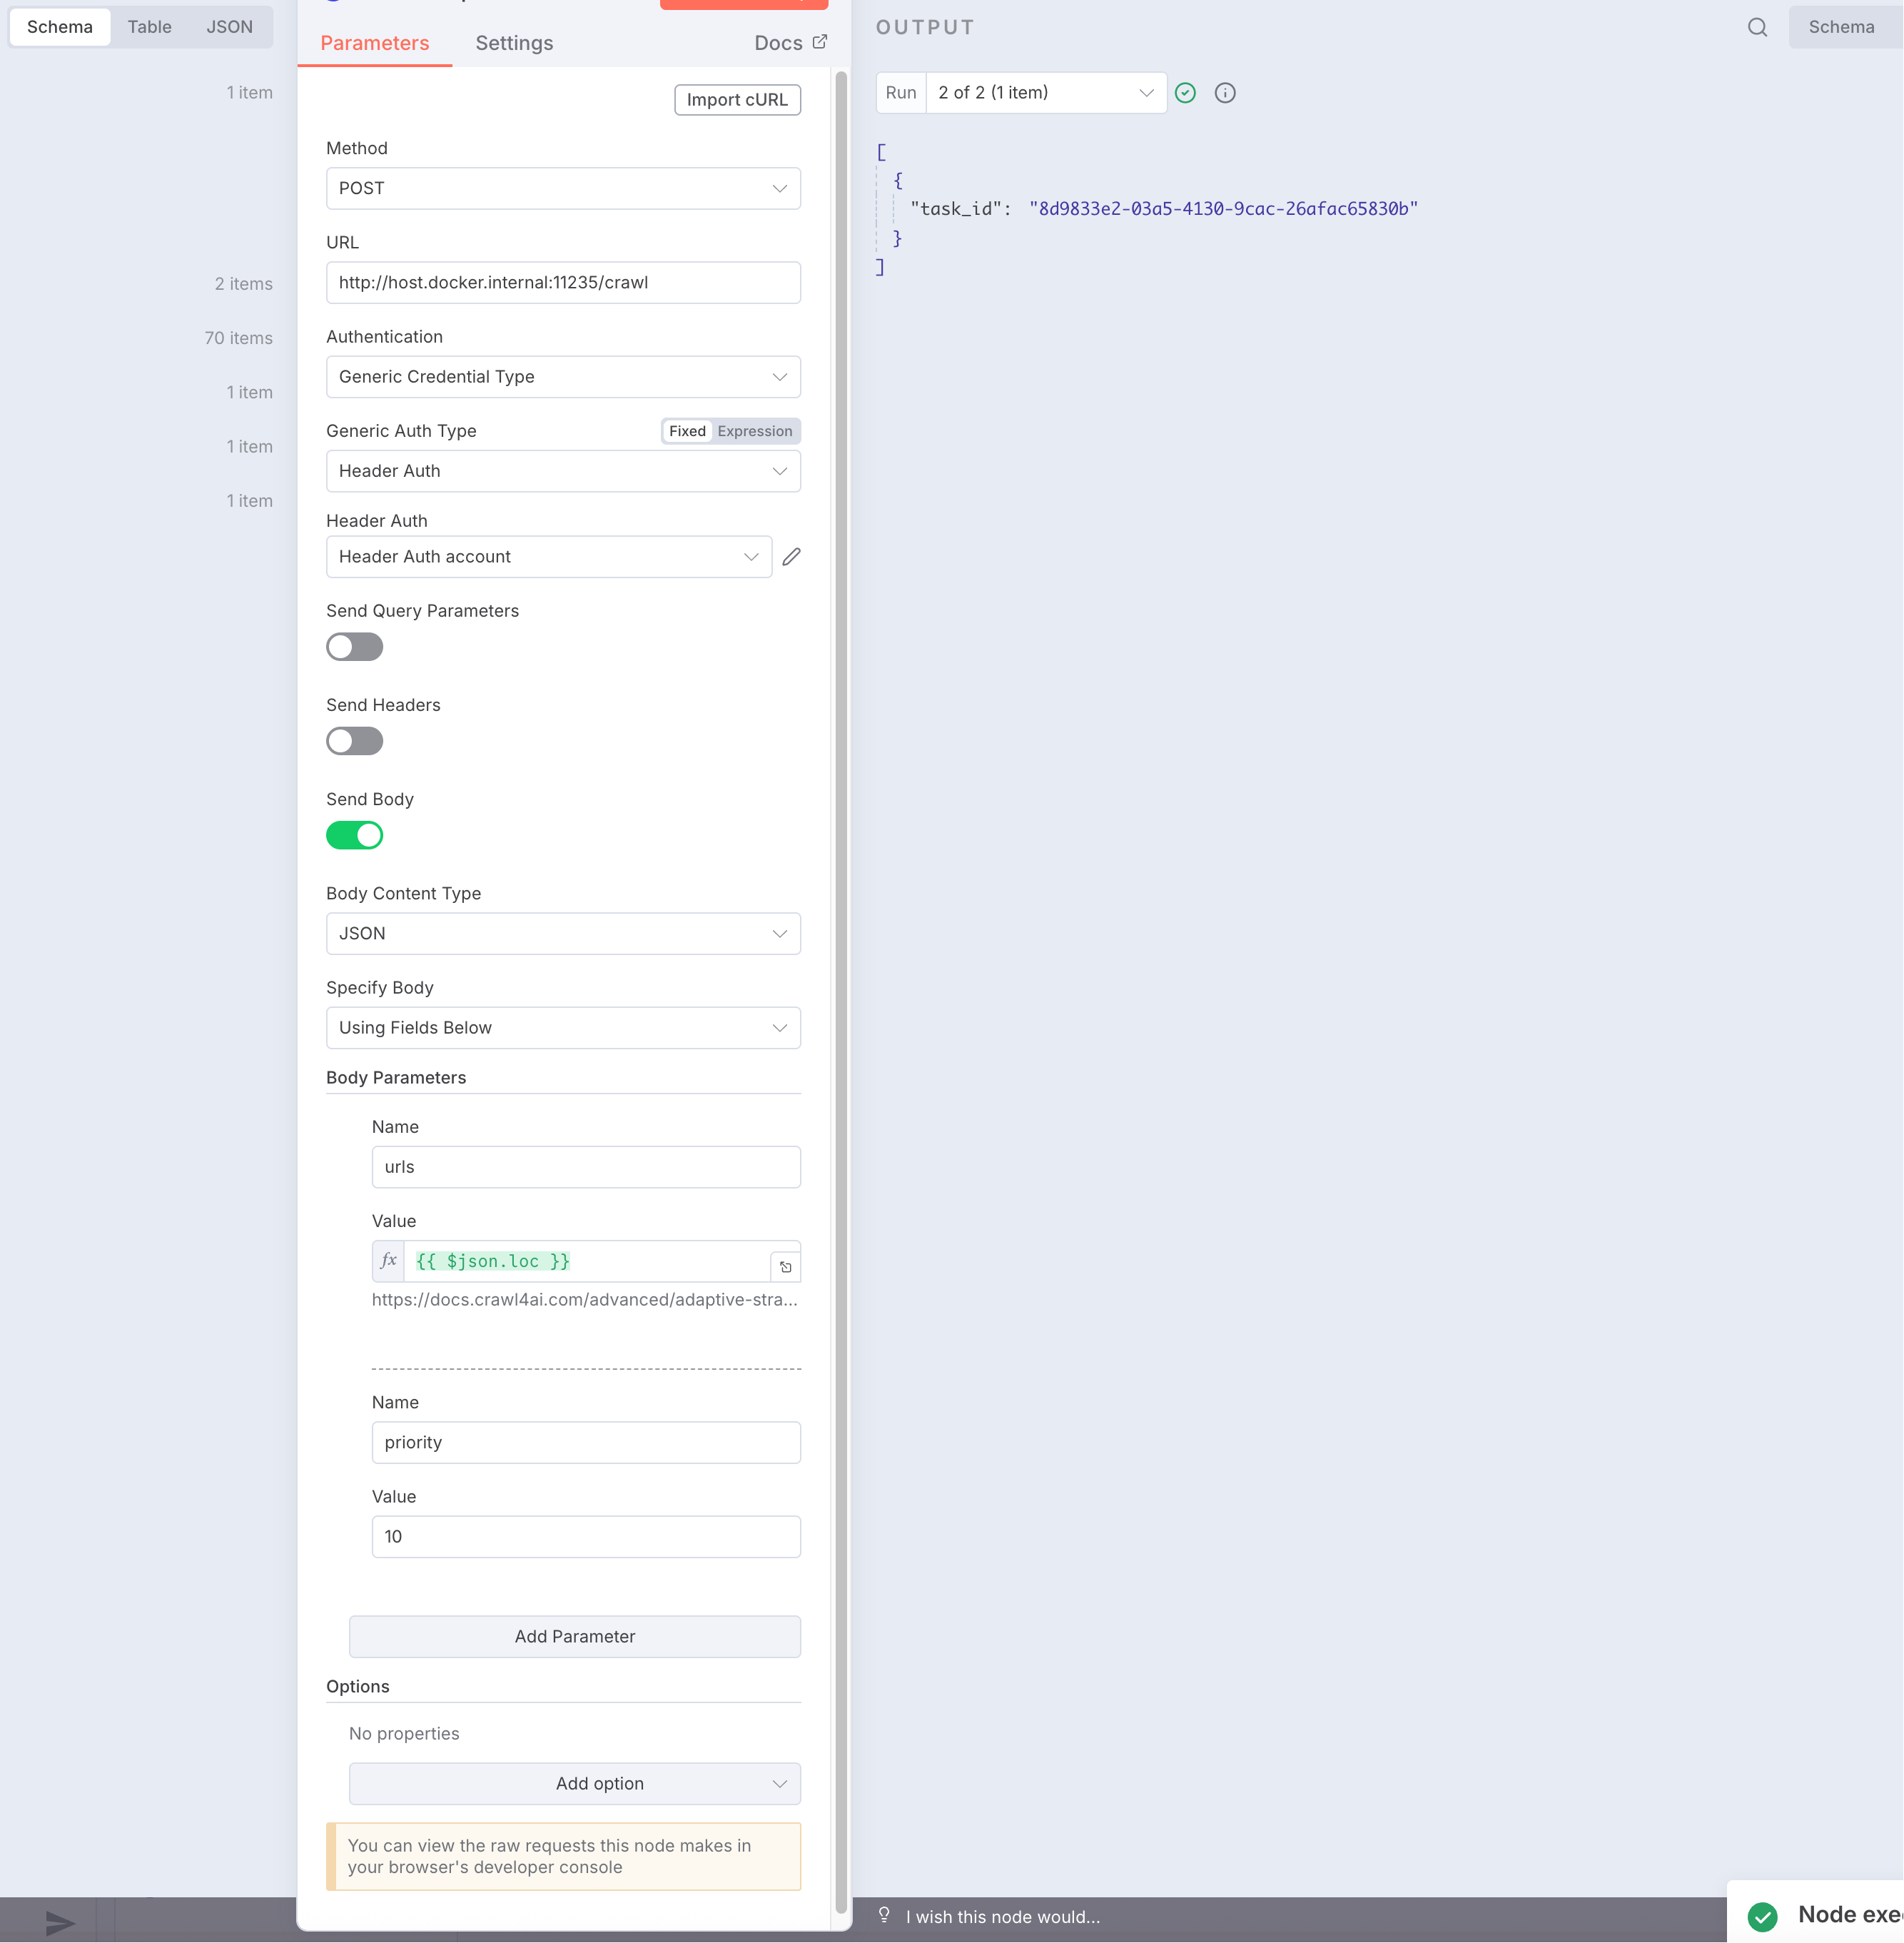 Schema
Table
JSON
1 item
2 items
70 items
1 item
1 item
1 item
Parameters
Settings
Docs
Import cURL
Method
POST
URL
http://host.docker.internal:11235/crawl
Authentication
Generic Credential Type
Generic Auth Type
Fixed
Expression
Header Auth
Header Auth
Header Auth account
Send Query Parameters
Send Headers
Send Body
Body Content Type
JSON
Specify Body
Using Fields Below
Body Parameters
Name
urls
Value
fx
{{ $json.loc }}
https://docs.crawl4ai.com/advanced/adaptive-stra...
Name
priority
Value
10
Add Parameter
Options
No properties
Add option
You can view the raw requests this node makes in
your browser's developer console
OUTPUT
Schema
Run
2 of 2 (1 item)
[
{
"task_id": "8d9833e2-03a5-4130-9cac-26afac65830b"
}
]
I wish this node would...
Node exe